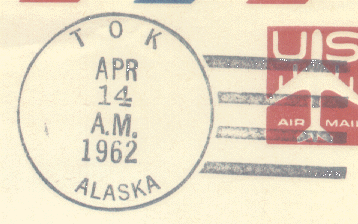 TOK
APR
14
A.M.
1962
ALASKA
US
AIR MAIL